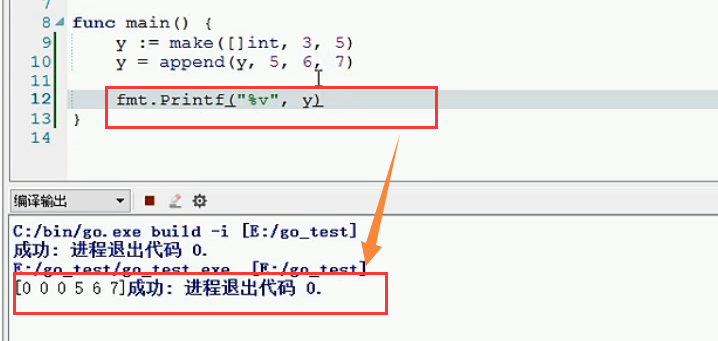 7
8 func main() {
9 y := make([]int, 3, 5)
10 y = append(y, 5, 6, 7)
11
12 fmt.Printf("%v", y)
13 }
14
编译输出
C:/bin/go.exe build -i [E:/go_test]
成功: 进程退出代码 0.
E:/go_test/go_test.exe [E:/go_test]
[0 0 0 5 6 7]成功: 进程退出代码 0.